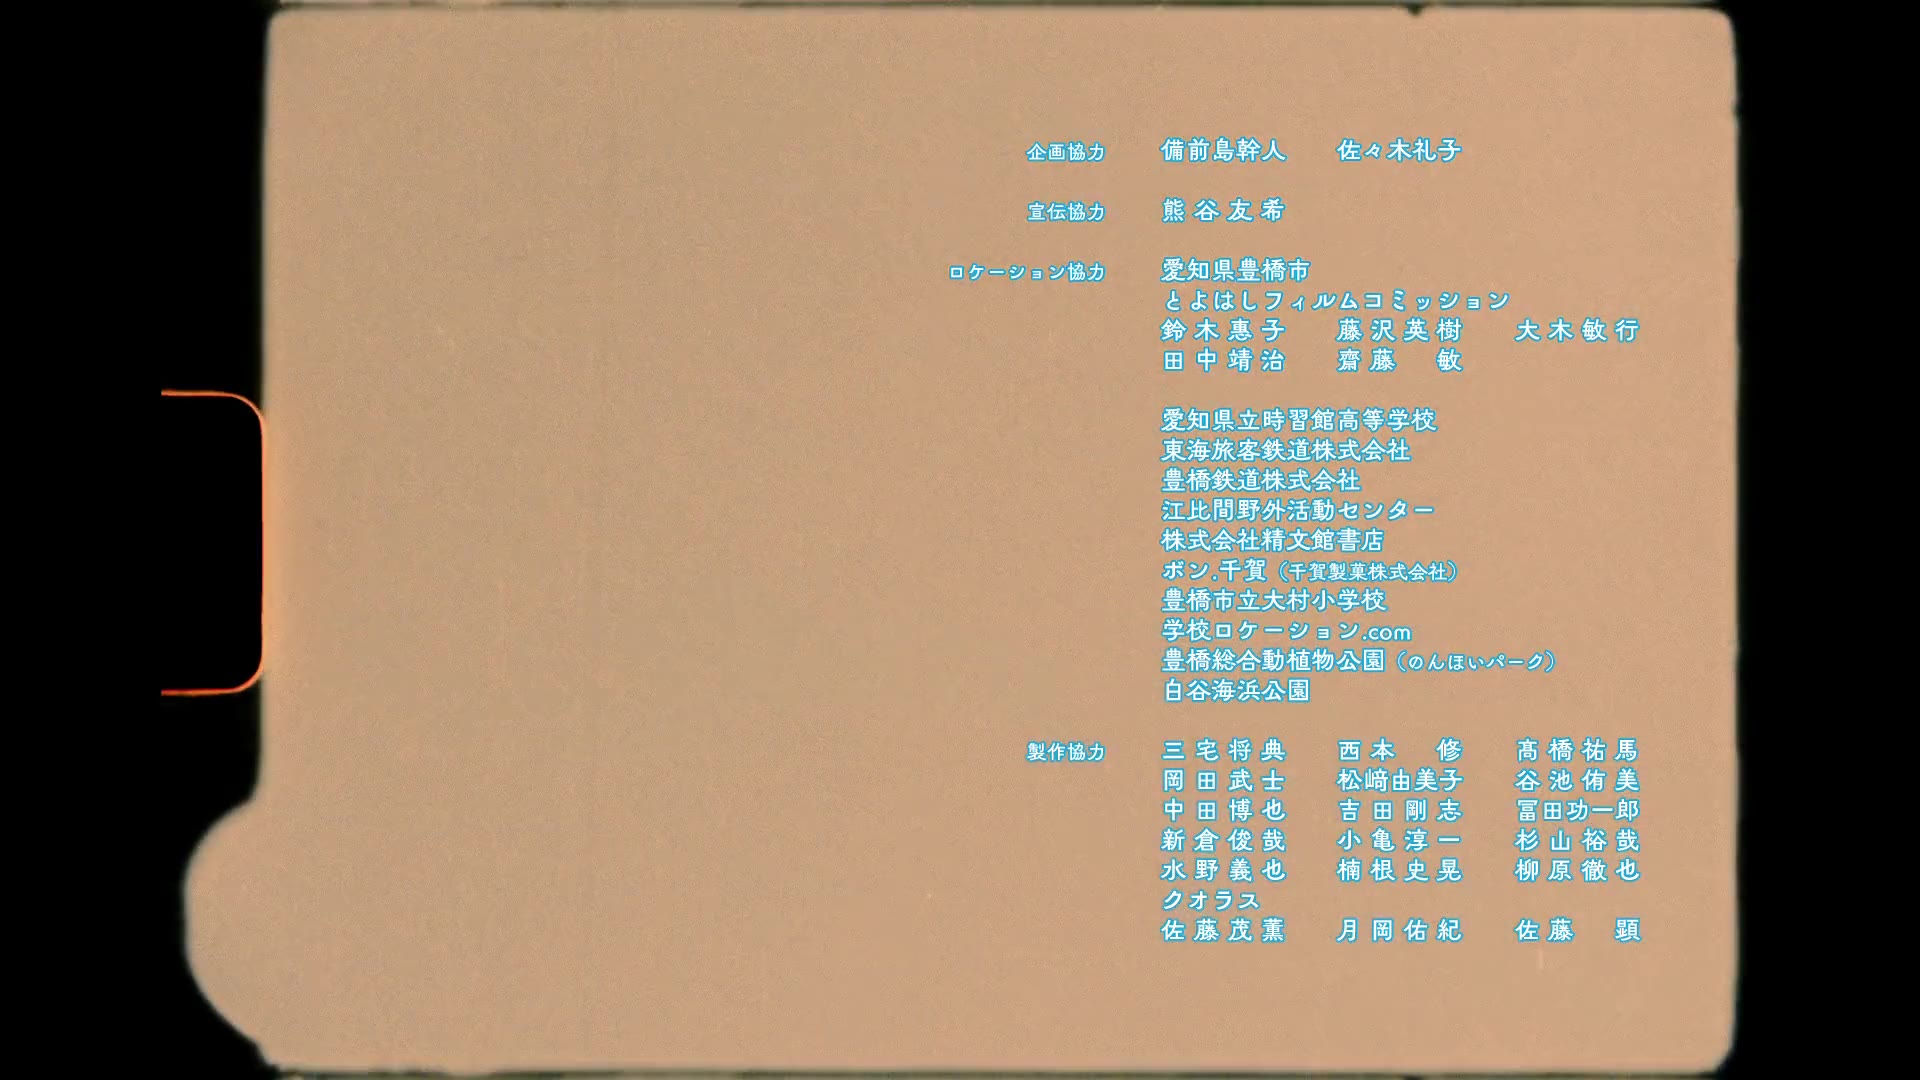 企画協力 備前島幹人 佐々木礼子
宣伝協力 熊谷友希
ロケーション協力 愛知県豊橋市
とよはしフィルムコミッション
鈴木惠子 藤沢英樹 大木敏行
田中靖治 齋藤 敏
愛知県立時習館高等学校
東海旅客鉄道株式会社
豊橋鉄道株式会社
江比間野外活動センター
株式会社精文館書店
ボン.千賀（千賀製菓株式会社）
豊橋市立大村小学校
学校ロケーション.com
豊橋総合動植物公園（のんほいパーク）
白谷海浜公園
製作協力 三宅将典 西本 修 髙橋祐馬
岡田武士 松﨑由美子 谷池侑美
中田博也 吉田剛志 冨田功一郎
新倉俊哉 小亀淳一 杉山裕哉
水野義也 楠根史晃 柳原徹也
クオラス
佐藤茂薫 月岡佑紀 佐藤 顕